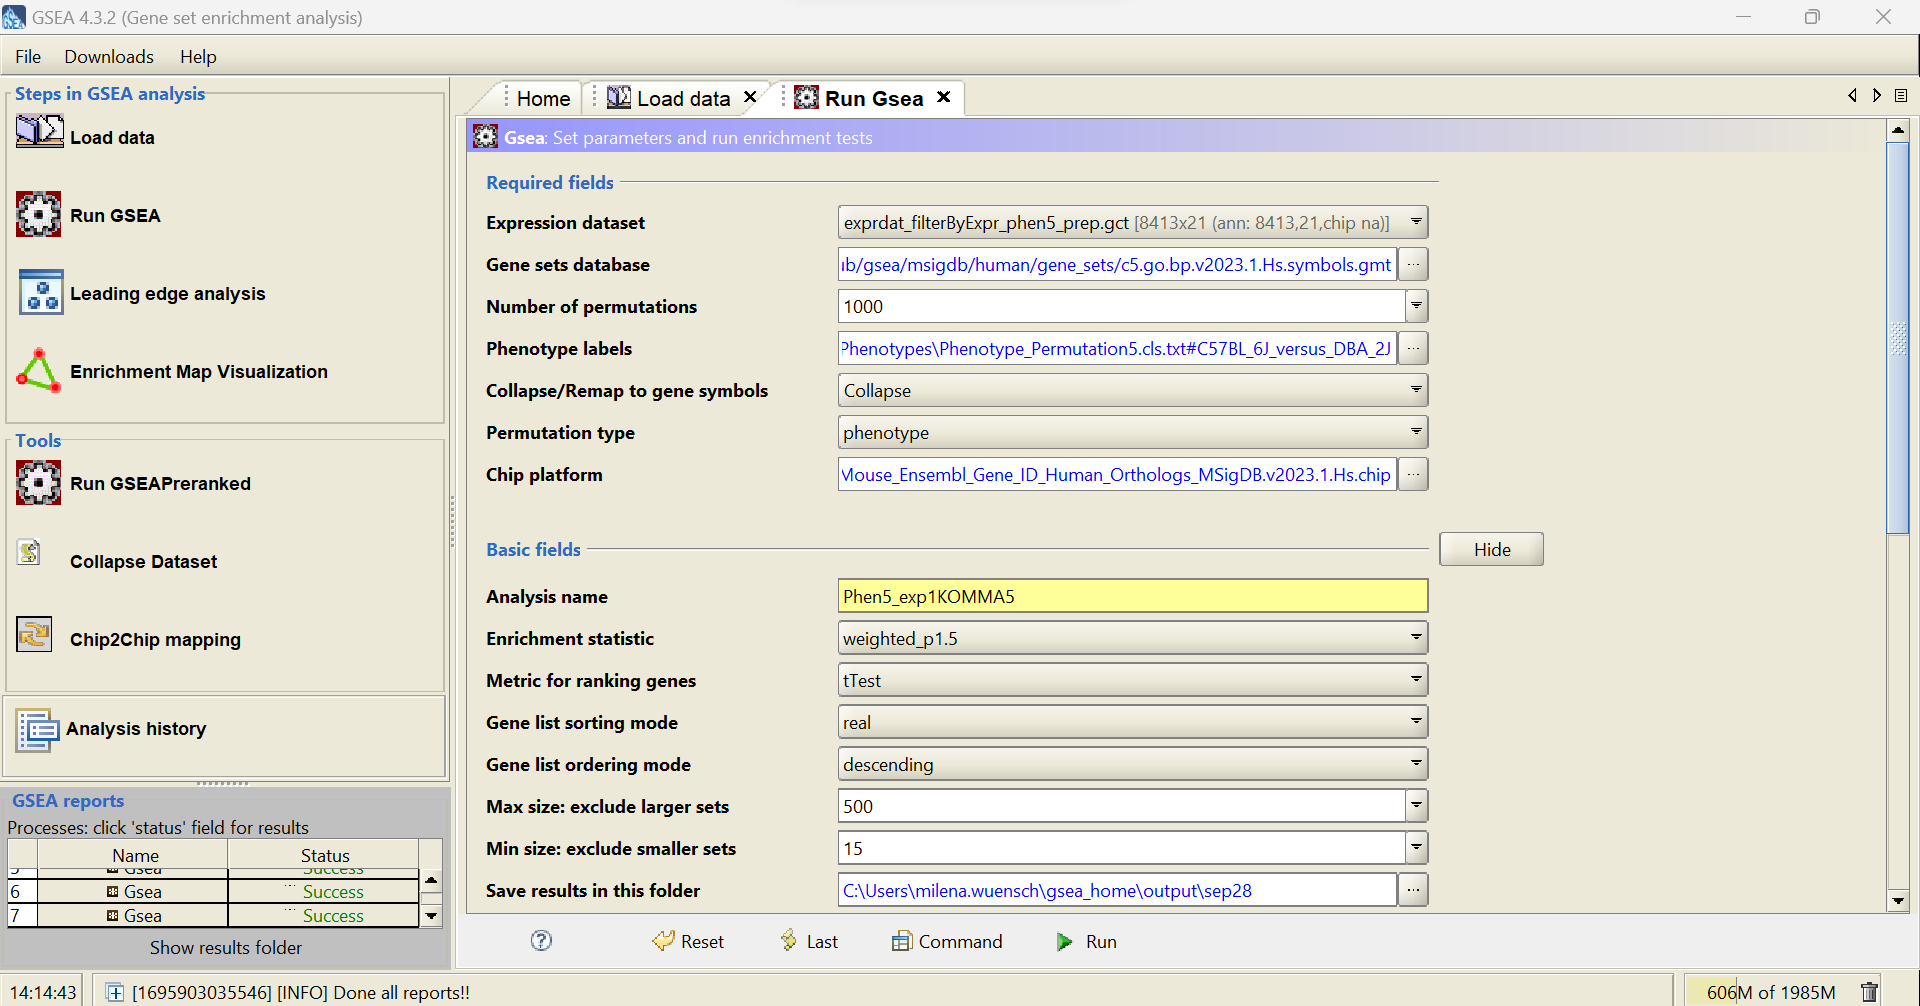 GSEA 4.3.2 (Gene set enrichment analysis)
File Downloads Help
Steps in GSEA analysis
Load data
Run GSEA
Leading edge analysis
Enrichment Map Visualization
Tools
Run GSEAPreranked
Collapse Dataset
Chip2Chip mapping
Analysis history
GSEA reports
Processes: click 'status' field for results
Name Status
5 Gsea Success
6 Gsea Success
7 Gsea Success
Show results folder
Home Load data Run Gsea
Gsea: Set parameters and run enrichment tests
Required fields
Expression dataset exprdat_filterByExpr_phen5_prep.gct [8413x21 (ann: 8413,21,chip na)]
Gene sets database ub/gsea/msigdb/human/gene_sets/c5.go.bp.v2023.1.Hs.symbols.gmt ...
Number of permutations 1000
Phenotype labels Phenotypes\Phenotype_Permutation5.cls.txt#C57BL_6J_versus_DBA_2J ...
Collapse/Remap to gene symbols Collapse
Permutation type phenotype
Chip platform Mouse_Ensembl_Gene_ID_Human_Orthologs_MSigDB.v2023.1.Hs.chip ...
Basic fields Hide
Analysis name Phen5_exp1KOMMA5
Enrichment statistic weighted_p1.5
Metric for ranking genes tTest
Gene list sorting mode real
Gene list ordering mode descending
Max size: exclude larger sets 500
Min size: exclude smaller sets 15
Save results in this folder C:\Users\milena.wuensch\gsea_home\output\sep28 ...
? Reset Last Command Run
14:14:43 [1695903035546] [INFO] Done all reports!! 606M of 1985M